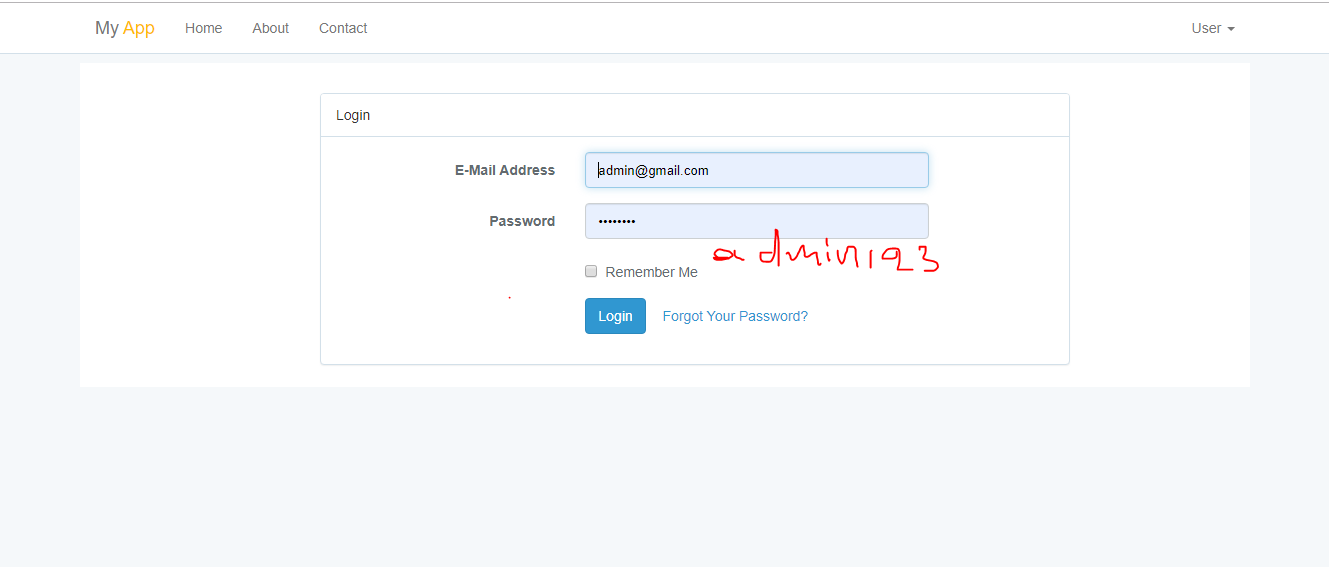 My App Home About Contact User
Login
E-Mail Address admin@gmail.com
Password ••••••••
admin193
Remember Me
Login Forgot Your Password?